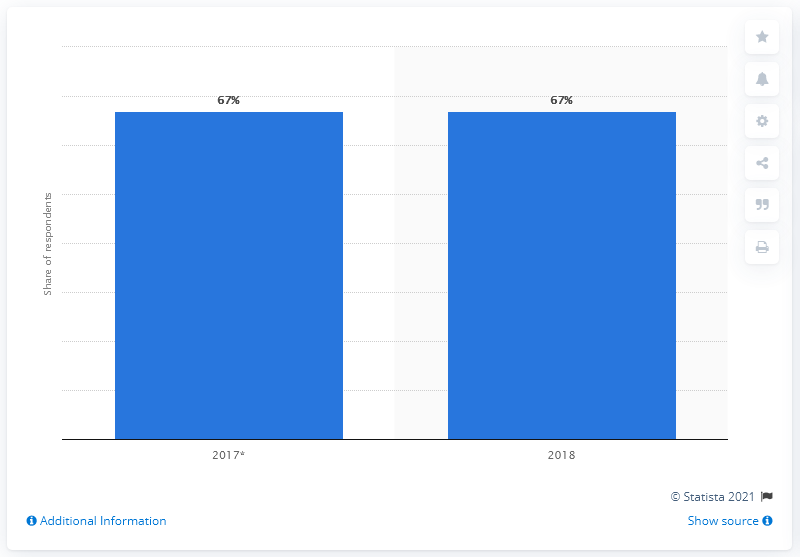 67%
67%
Share of respondents
2017*
2018
© Statista 2021
Additional Information
Show source